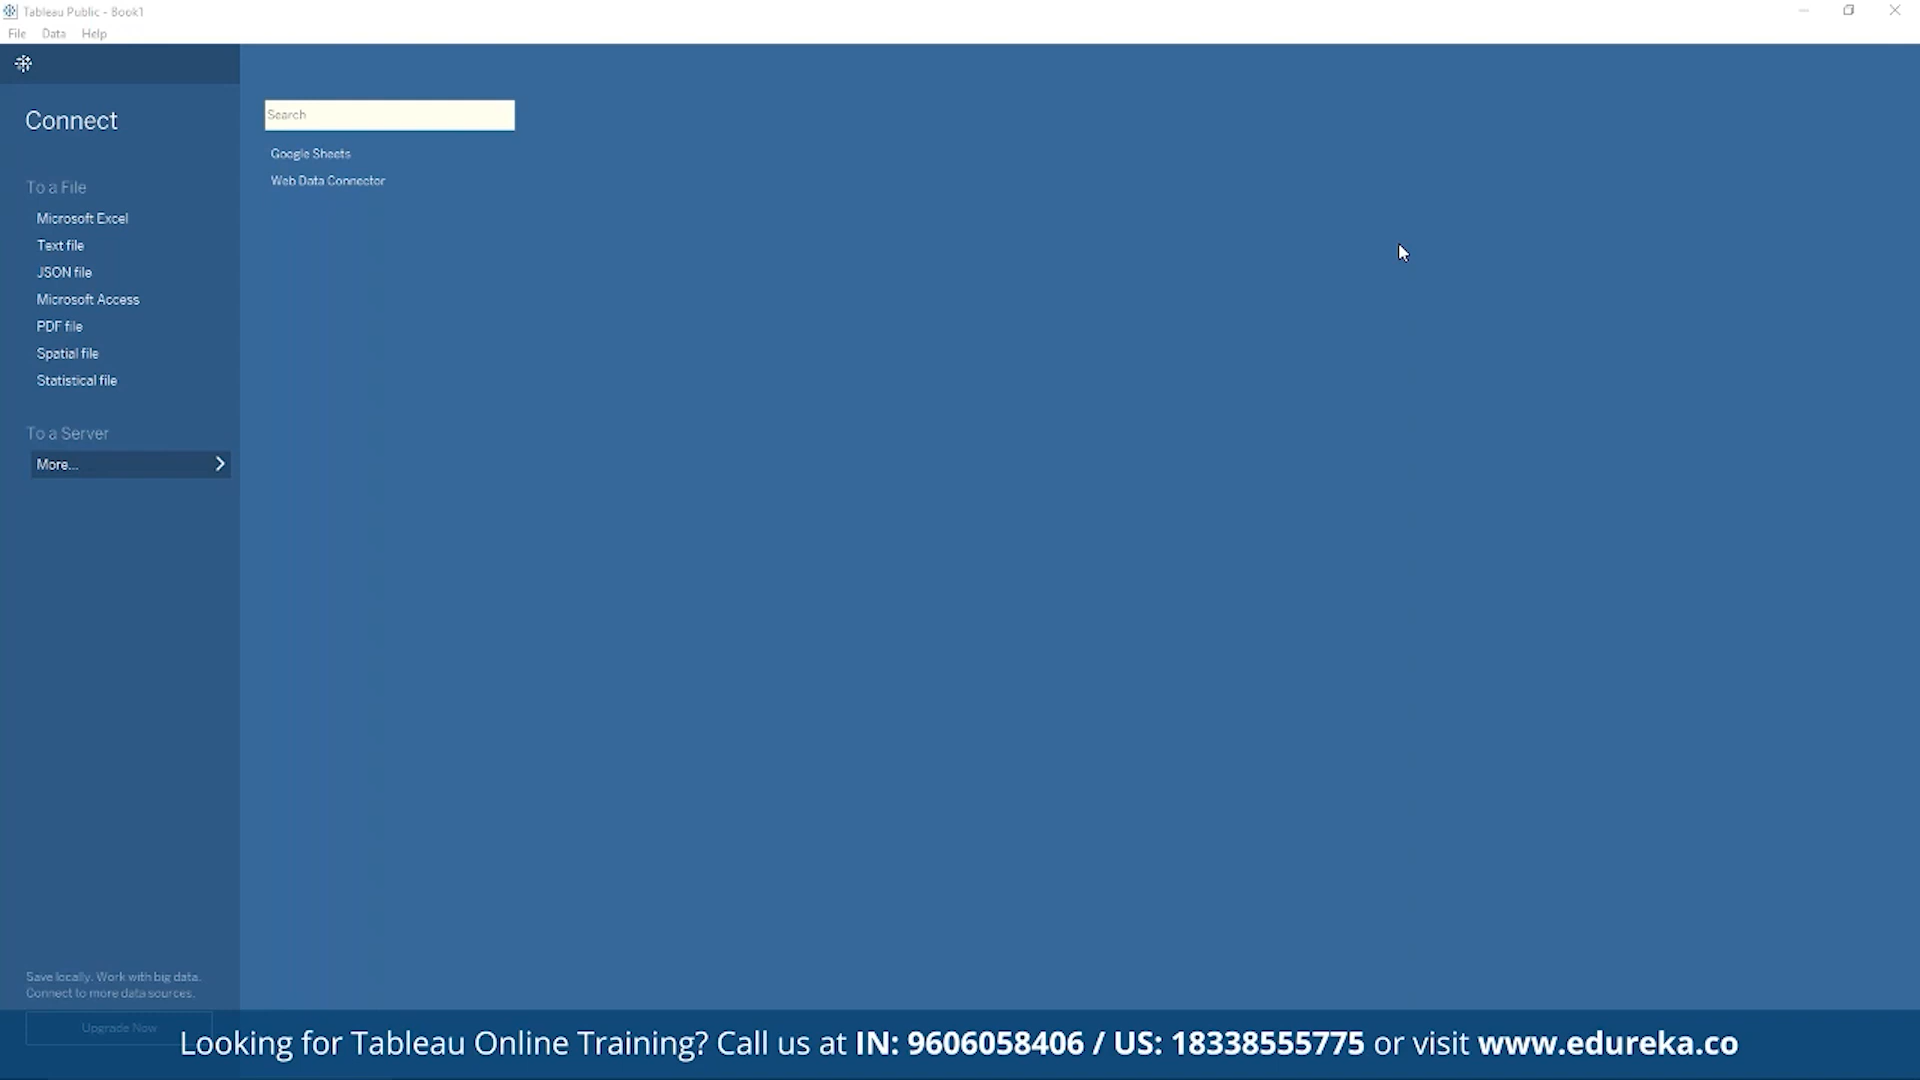 Tableau Public - Book1
File Data Help
Connect
To a File
Microsoft Excel
Text file
JSON file
Microsoft Access
PDF file
Spatial file
Statistical file
To a Server
More...
Search
Google Sheets
Web Data Connector
Save locally. Work with big data.
Connect to more data sources.
Upgrade Now
Looking for Tableau Online Training? Call us at IN: 9606058406 / US: 18338555775 or visit www.edureka.co